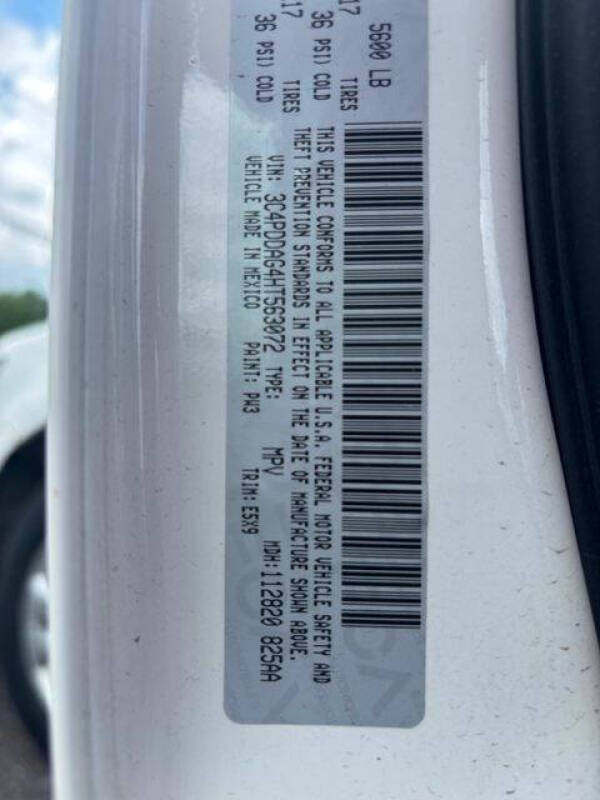 5600 LB
17 TIRES
36 PSI) COLD
17 TIRES
36 PSI) COLD
THIS VEHICLE CONFORMS TO ALL APPLICABLE U.S.A. FEDERAL MOTOR VEHICLE SAFETY AND
THEFT PREVENTION STANDARDS IN EFFECT ON THE DATE OF MANUFACTURE SHOWN ABOVE.
VIN: 3C4PDDAG4HT563072 TYPE: MPV MDH: 112820 825AA
VEHICLE MADE IN MEXICO PAINT: PW3 TRIM: E5X9